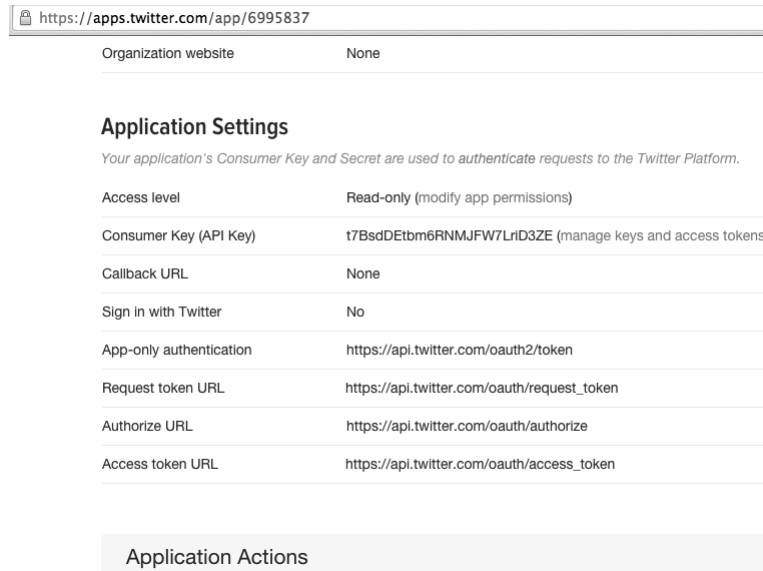 https://apps.twitter.com/app/6995837
Organization website None
Application Settings
Your application's Consumer Key and Secret are used to authenticate requests to the Twitter Platform.
Access level Read-only (modify app permissions)
Consumer Key (API Key) t7BsdDEtbm6RNMJFW7LriD3ZE (manage keys and access tokens
Callback URL None
Sign in with Twitter No
App-only authentication https://api.twitter.com/oauth2/token
Request token URL https://api.twitter.com/oauth/request_token
Authorize URL https://api.twitter.com/oauth/authorize
Access token URL https://api.twitter.com/oauth/access_token
Application Actions